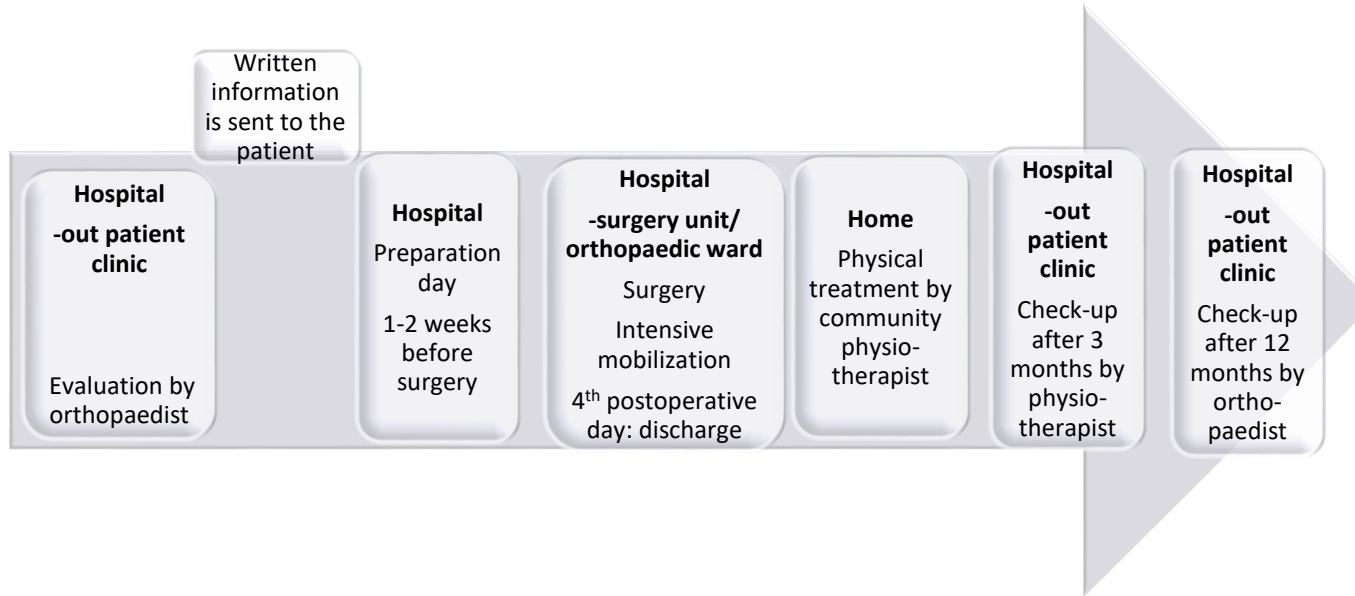 Written
information
is sent to the
patient
Hospital
-out patient
clinic
Evaluation by
orthopaedist
Hospital
Preparation
day
1-2 weeks
before
surgery
Hospital
-surgery unit/
orthopaedic ward
Surgery
Intensive
mobilization
4th postoperative
day: discharge
Home
Physical
treatment by
community
physio-
therapist
Hospital
-out
patient
clinic
Check-up
after 3
months by
physio-
therapist
Hospital
-out
patient
clinic
Check-up
after 12
months by
ortho-
paedist